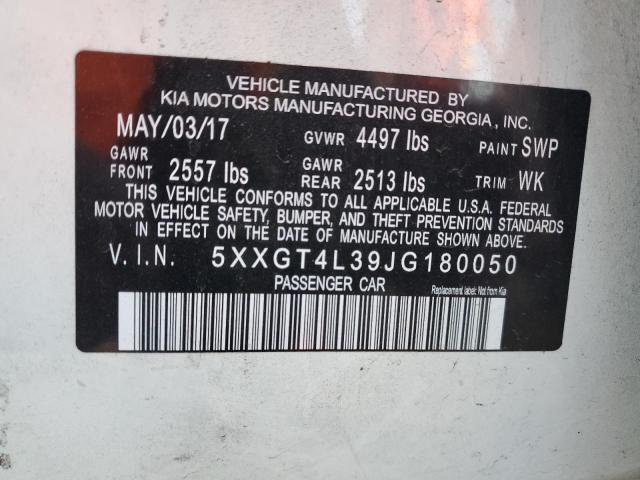 VEHICLE MANUFACTURED BY
KIA MOTORS MANUFACTURING GEORGIA, INC.
MAY/03/17 GVWR 4497 lbs PAINT SWP
GAWR FRONT 2557 lbs GAWR REAR 2513 lbs TRIM WK
THIS VEHICLE CONFORMS TO ALL APPLICABLE U.S.A. FEDERAL
MOTOR VEHICLE SAFETY, BUMPER, AND THEFT PREVENTION STANDARDS
IN EFFECT ON THE DATE OF MANUFACTURE SHOWN ABOVE.
V.I.N. 5XXGT4L39JG180050
PASSENGER CAR Replacement label: Not from Kia